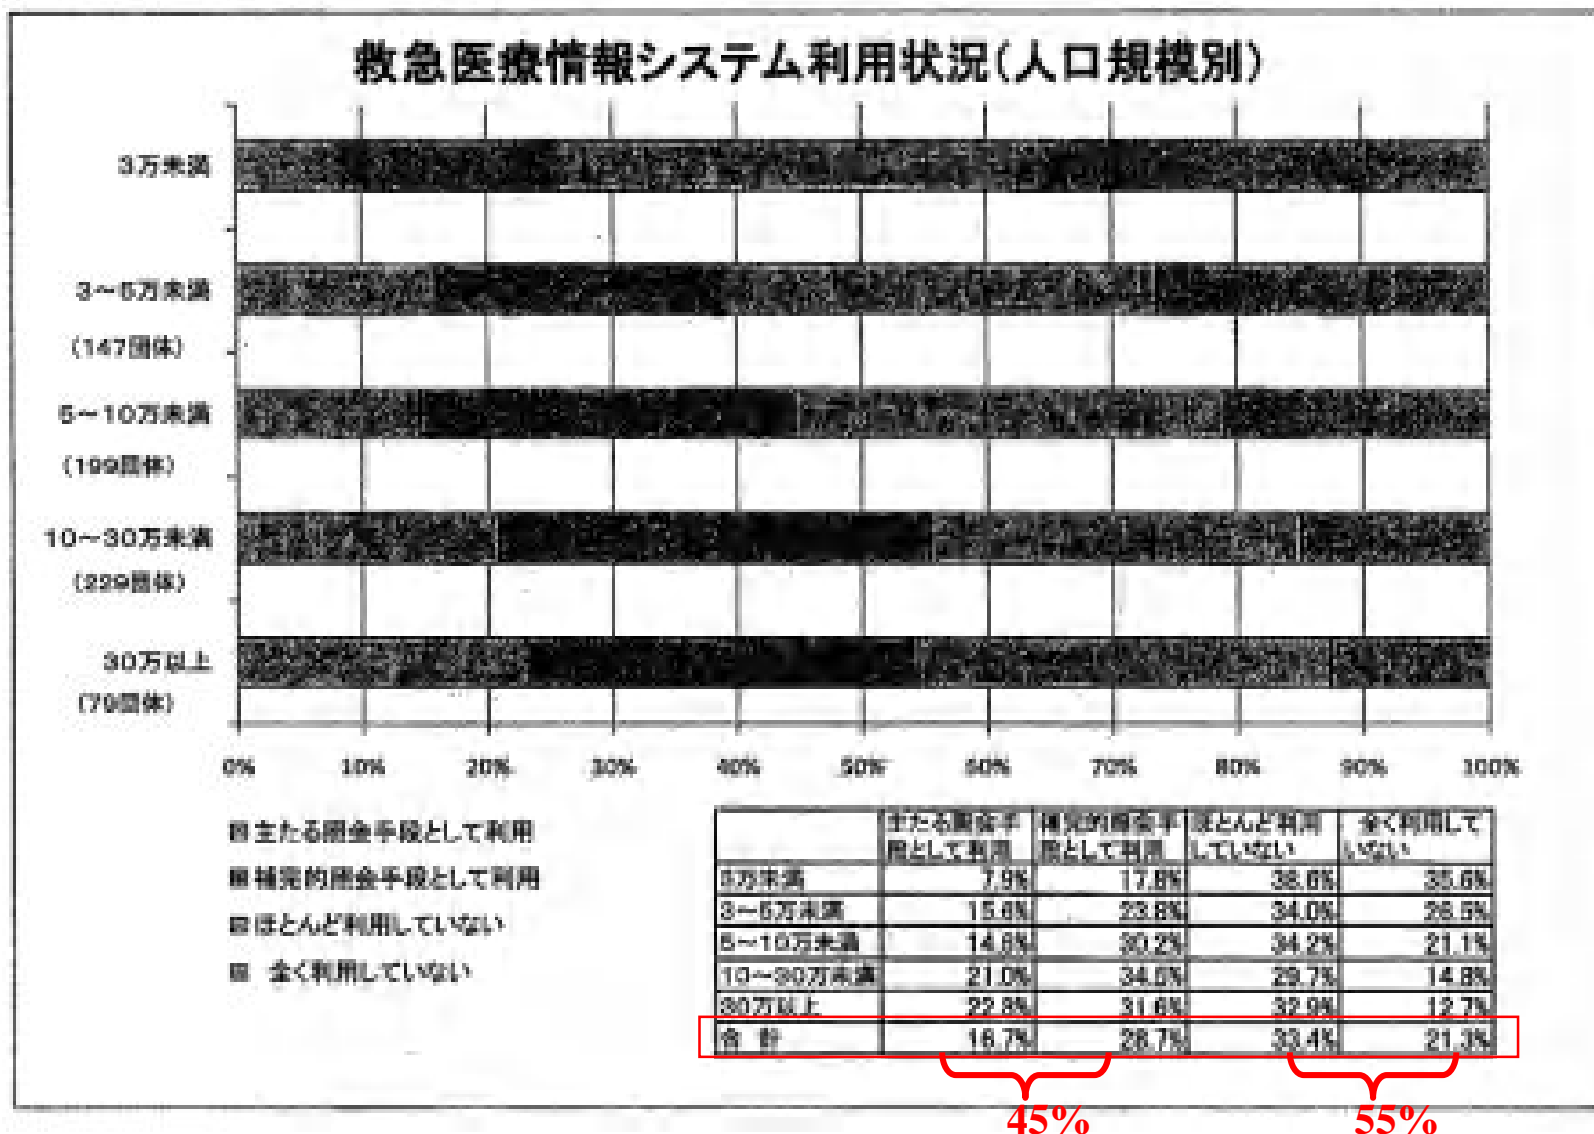 救急医療情報システム利用状況(人口規模別)
3万未満
3～5万未満
(147団体)
5～10万未満
(199団体)
10～30万未満
(229団体)
30万以上
(79団体)
0% 10% 20% 30% 40% 50% 60% 70% 80% 90% 100%
主たる照会手段として利用
補完的照会手段として利用
ほとんど利用していない
全く利用していない
主たる照会手段として利用 補完的照会手段として利用 ほとんど利用していない 全く利用していない
3万未満 7.9% 17.8% 38.6% 35.6%
3～5万未満 15.6% 23.8% 34.0% 26.5%
5～10万未満 14.6% 30.2% 34.2% 21.1%
10～30万未満 21.0% 34.5% 29.7% 14.8%
30万以上 22.8% 31.6% 32.9% 12.7%
合計 16.7% 28.7% 33.4% 21.3%
45% 55%